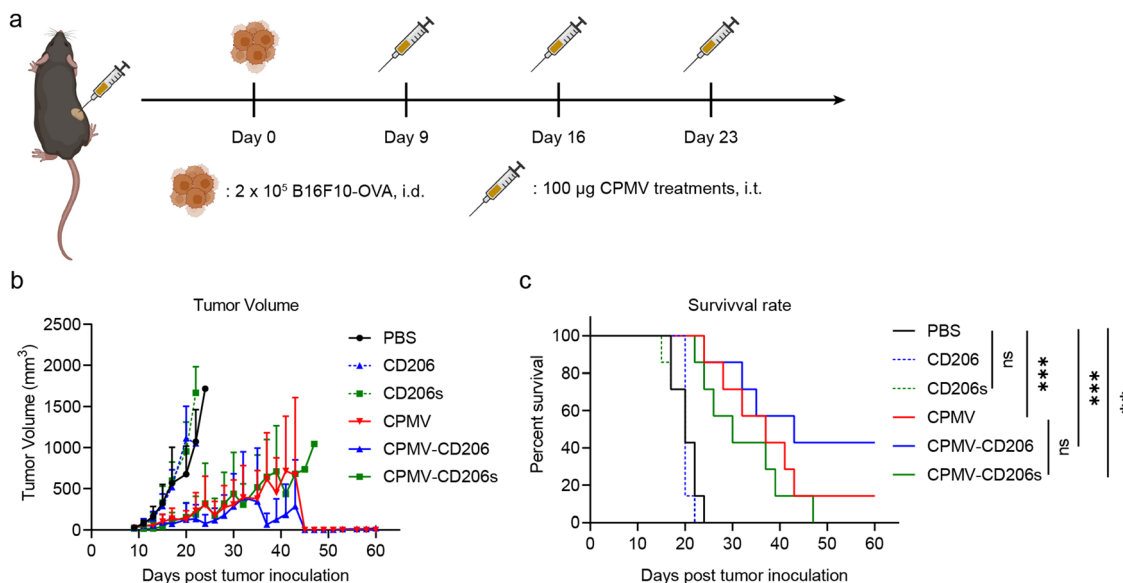 a
Day 0
Day 9
Day 16
Day 23
: 2 x 10⁵ B16F10-OVA, i.d.
: 100 µg CPMV treatments, i.t.
b
Tumor Volume
Tumor Volume (mm³)
2500
2000
1500
1000
500
0
0
10
20
30
40
50
60
Days post tumor inoculation
PBS
CD206
CD206s
CPMV
CPMV-CD206
CPMV-CD206s
c
Survivval rate
Percent survival
100
80
60
40
20
0
0
10
20
30
40
50
60
Days post tumor inoculation
PBS
CD206
CD206s
CPMV
CPMV-CD206
CPMV-CD206s
ns
***
ns
***
**